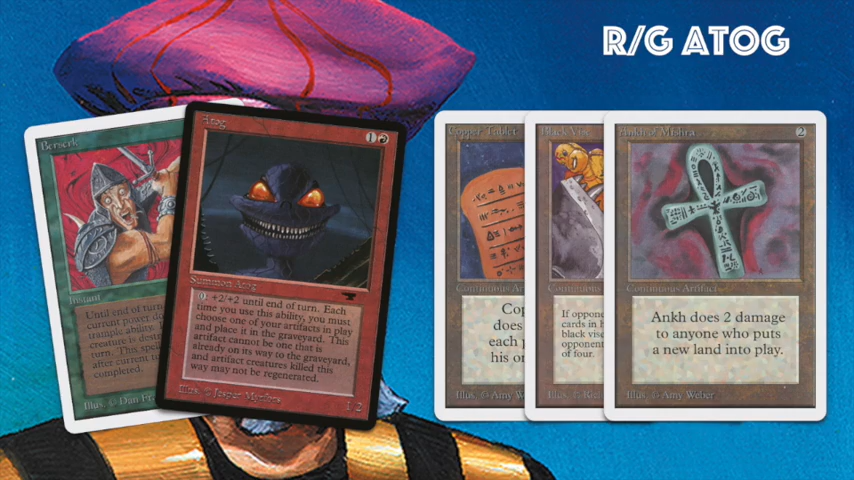 R/G ATOG
Berserk
Instant
Until end of turn
current power do
trample ability. I
creature is destr
turn. This spell
after current tu
completed.
Illus. © Dan Fr
Atog
1
Summon Atog
0: +2/+2 until end of turn. Each
time you use this ability, you must
choose one of your artifacts in play
and place it in the graveyard. This
artifact cannot be one that is
already on its way to the graveyard,
and artifact creatures killed this
way may not be regenerated.
Illus. © Jesper Myrfors
1/2
Copper Tablet
Continuous Ar
Cop
does
each p
his or
Illus. © Amy W
Black Vise
Continuous
If oppone
cards in h
black vise
opponent
of four.
Illus. © Rich
Ankh of Mishra
2
Continuous Artifact
Ankh does 2 damage
to anyone who puts
a new land into play.
Illus. © Amy Weber